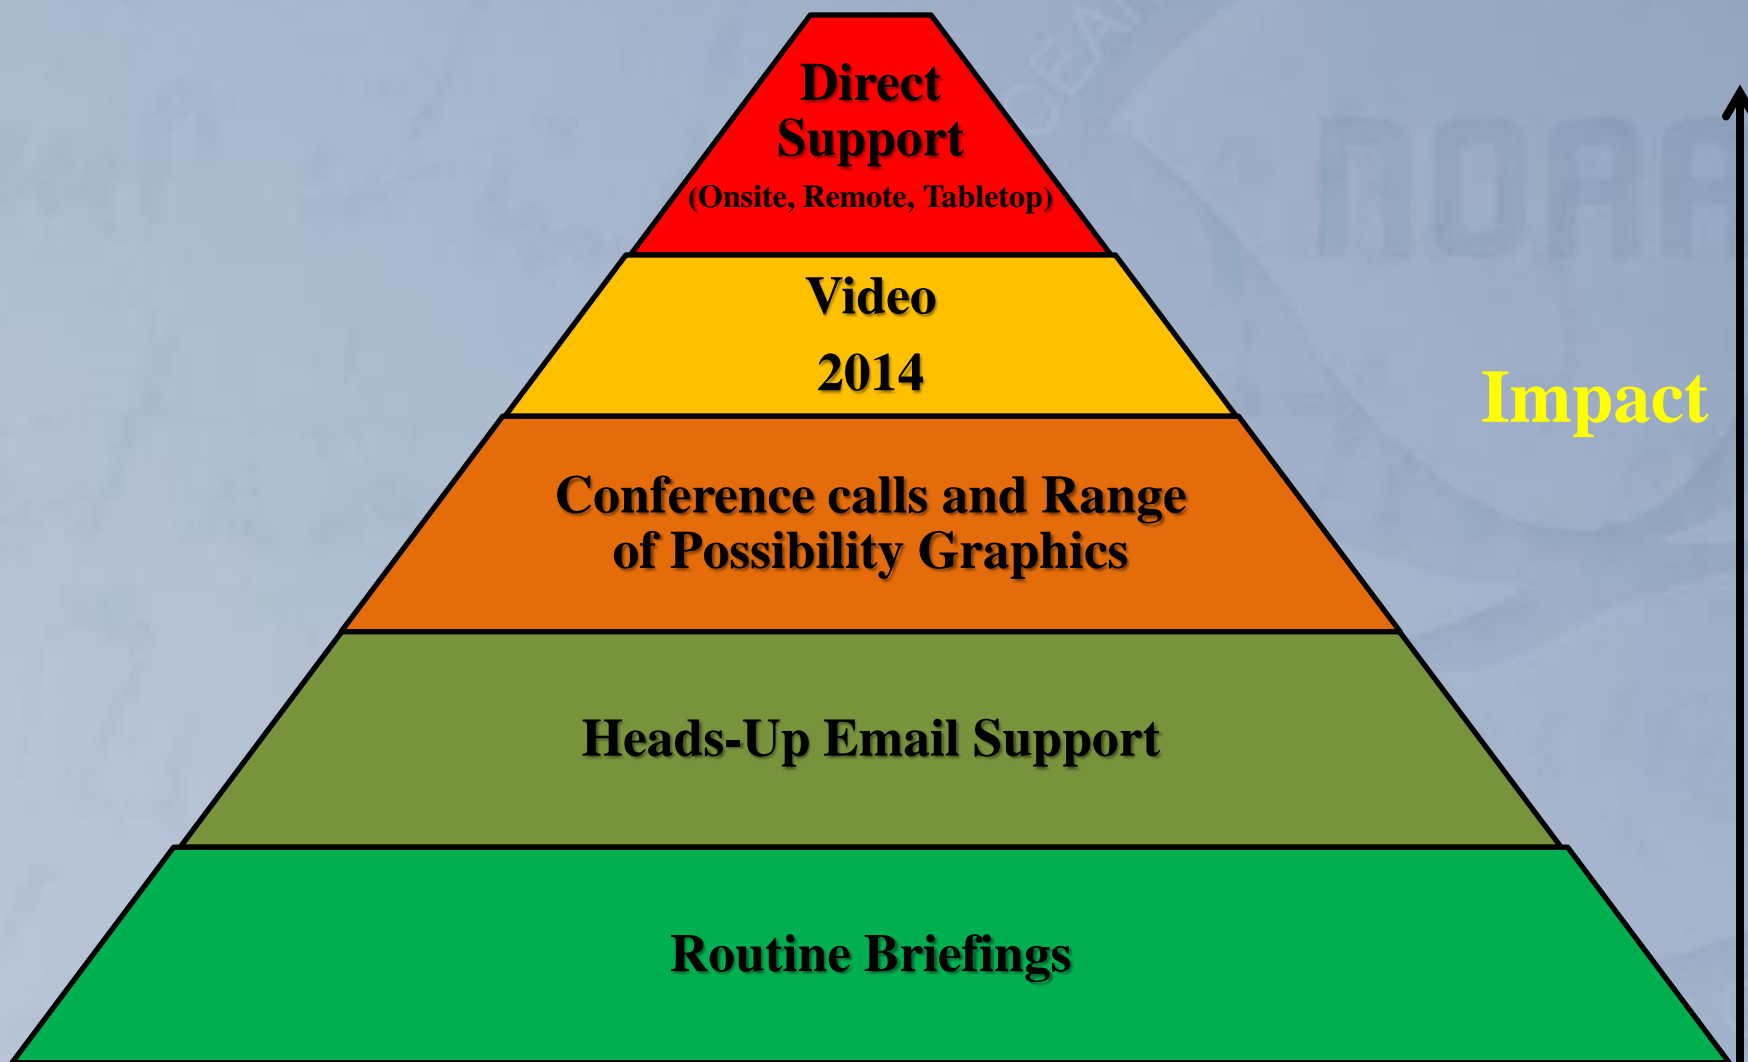 Direct
Support
(Onsite, Remote, Tabletop)
Video
2014
Impact
Conference calls and Range
of Possibility Graphics
Heads-Up Email Support
Routine Briefings
NOAA